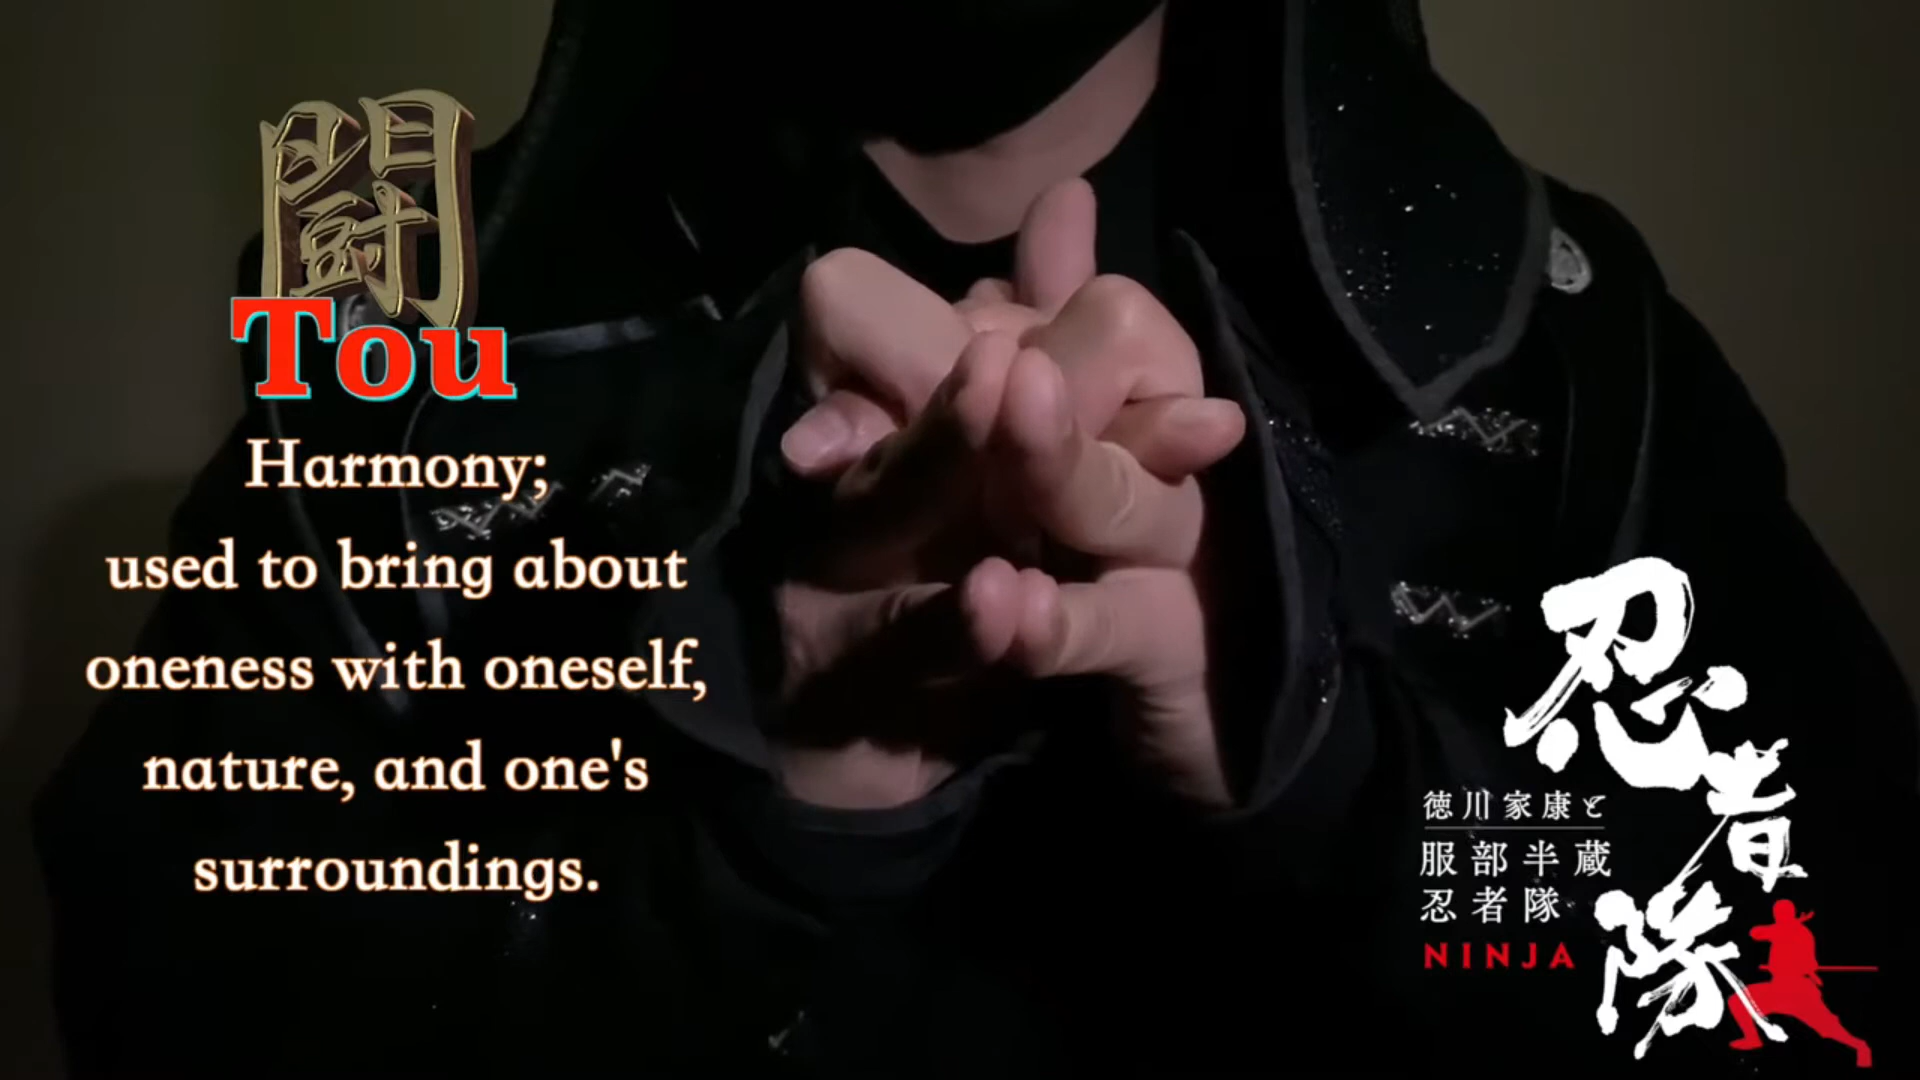 闘
Tou
Harmony;
used to bring about
oneness with oneself,
nature, and one's
surroundings.
忍者隊
徳川家康と
服部半蔵
忍者隊
NINJA